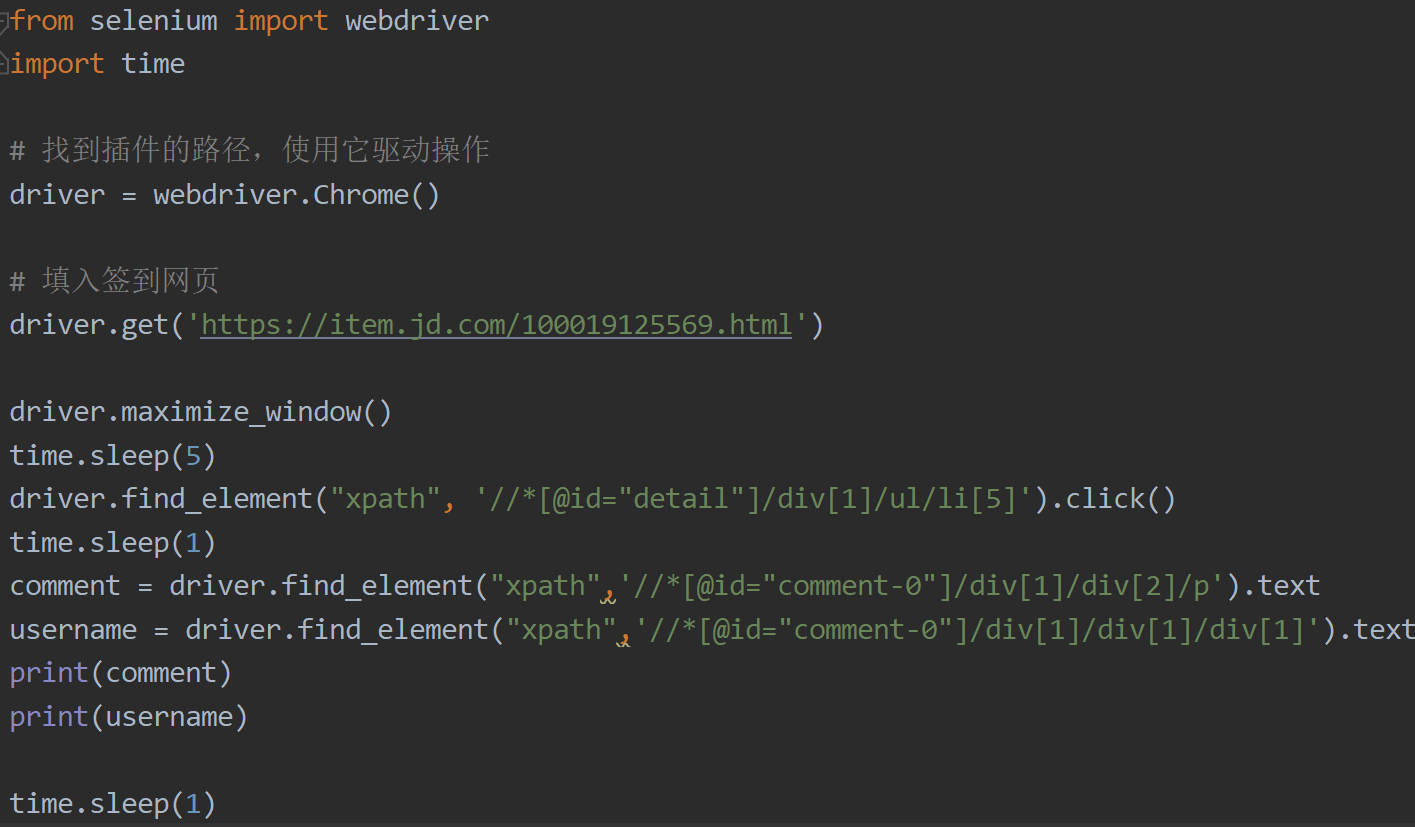 from selenium import webdriver
import time
# 找到插件的路径，使用它驱动操作
driver = webdriver.Chrome()
# 填入签到网页
driver.get('https://item.jd.com/100019125569.html')
driver.maximize_window()
time.sleep(5)
driver.find_element("xpath", '//*[@id="detail"]/div[1]/ul/li[5]').click()
time.sleep(1)
comment = driver.find_element("xpath",'//*[@id="comment-0"]/div[1]/div[2]/p').text
username = driver.find_element("xpath",'//*[@id="comment-0"]/div[1]/div[1]/div[1]').text
print(comment)
print(username)
time.sleep(1)